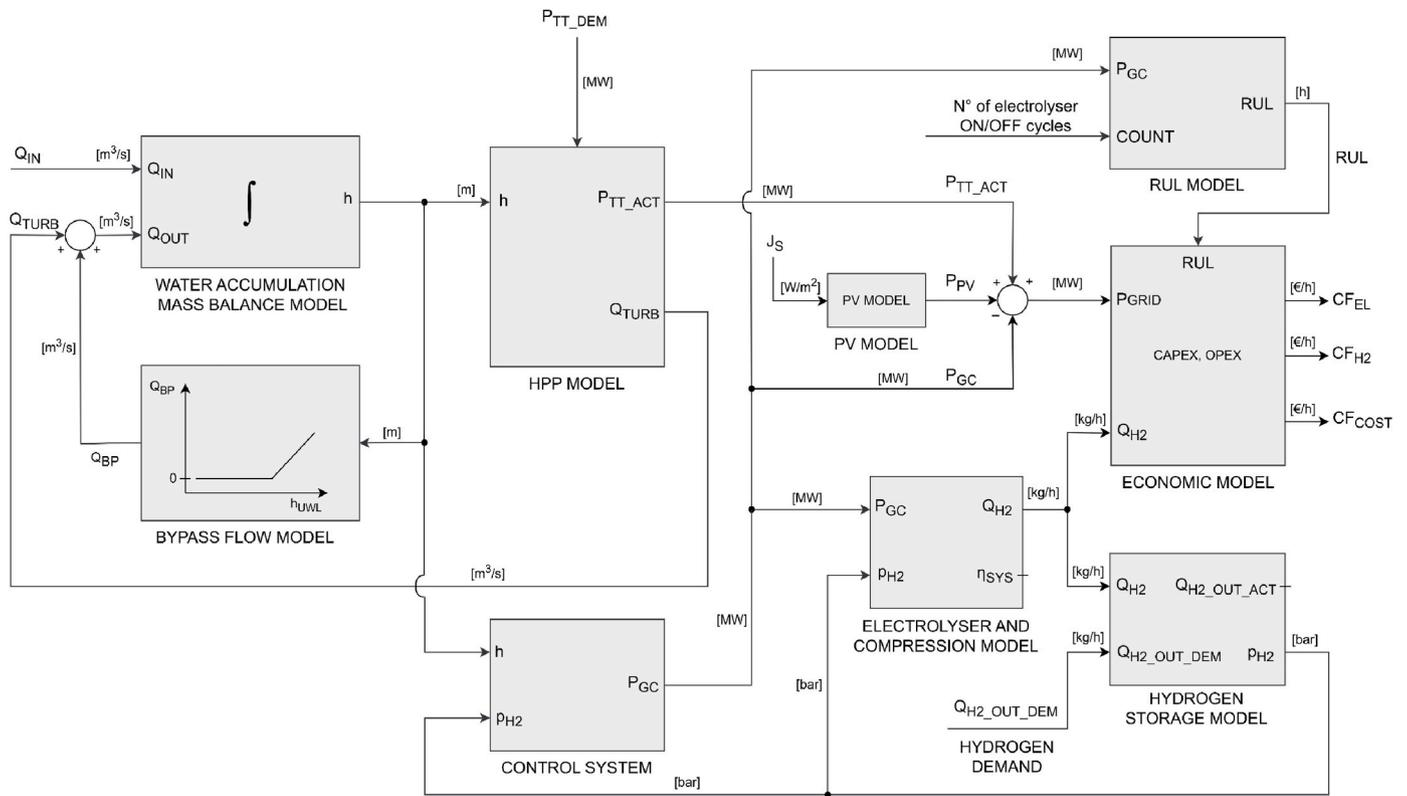 P_TT_DEM
[MW]
[MW]
P_GC
RUL
[h]
N° of electrolyser
ON/OFF cycles
COUNT
RUL
RUL MODEL
Q_IN
[m³/s]
Q_IN
∫
h
[m]
h
P_TT_ACT
[MW]
P_TT_ACT
Q_TURB
[m³/s]
+
+
Q_OUT
WATER ACCUMULATION
MASS BALANCE MODEL
J_S
[W/m²]
PV MODEL
P_PV
+
+
−
[MW]
PV MODEL
RUL
P_GRID
CAPEX, OPEX
Q_H2
[€/h]
CF_EL
[€/h]
CF_H2
[€/h]
CF_COST
ECONOMIC MODEL
Q_TURB
HPP MODEL
[MW]
P_GC
[m³/s]
Q_BP
0
h_UWL
Q_BP
[m]
BYPASS FLOW MODEL
[kg/h]
[MW]
P_GC
Q_H2
[kg/h]
p_H2
η_SYS
ELECTROLYSER AND
COMPRESSION MODEL
[m³/s]
[kg/h]
Q_H2
Q_H2_OUT_ACT
[kg/h]
Q_H2_OUT_DEM
p_H2
[bar]
HYDROGEN
STORAGE MODEL
[MW]
h
P_GC
p_H2
CONTROL SYSTEM
[bar]
Q_H2_OUT_DEM
HYDROGEN
DEMAND
[bar]